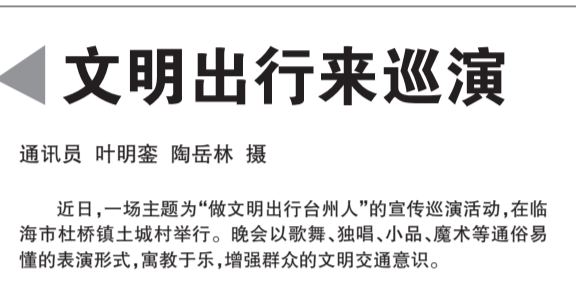 文明出行来巡演
通讯员 叶明銮 陶岳林 摄
近日,一场主题为“做文明出行台州人”的宣传巡演活动,在临
海市杜桥镇土城村举行。晚会以歌舞、独唱、小品、魔术等通俗易
懂的表演形式,寓教于乐,增强群众的文明交通意识。